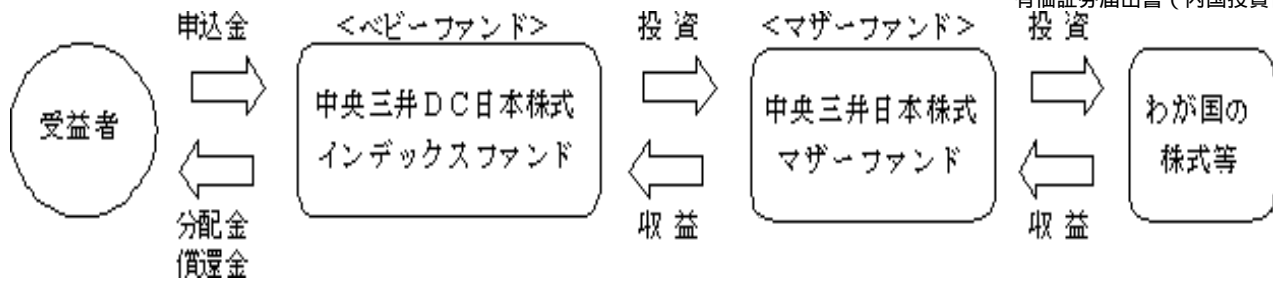 有価証券届出書（内国投資
申込金
＜ベビーファンド＞
投資
＜マザーファンド＞
投資
受益者
中央三井ＤＣ日本株式
インデックスファンド
中央三井日本株式
マザーファンド
わが国の
株式等
分配金
償還金
収益
収益